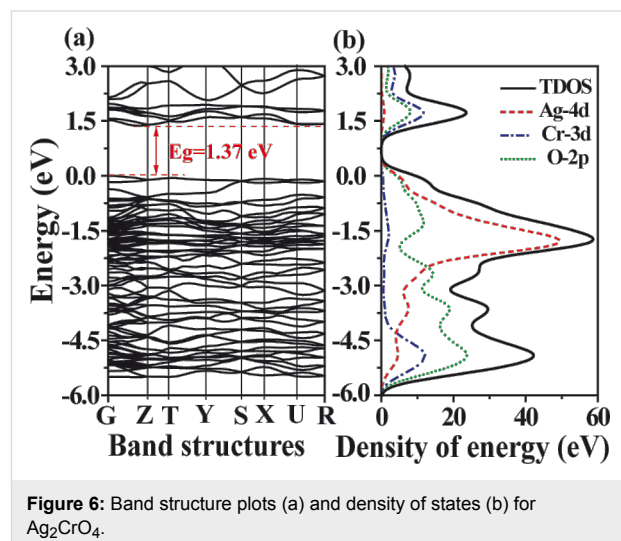 (a)
(b)
3.0
1.5
0.0
-1.5
-3.0
-4.5
-6.0
Energy (eV)
Eg=1.37 eV
G Z T Y S X U R
Band structures
3.0
1.5
0.0
-1.5
-3.0
-4.5
-6.0
TDOS
Ag-4d
Cr-3d
O-2p
0 20 40 60
Density of energy (eV)
Figure 6: Band structure plots (a) and density of states (b) for
Ag₂CrO₄.